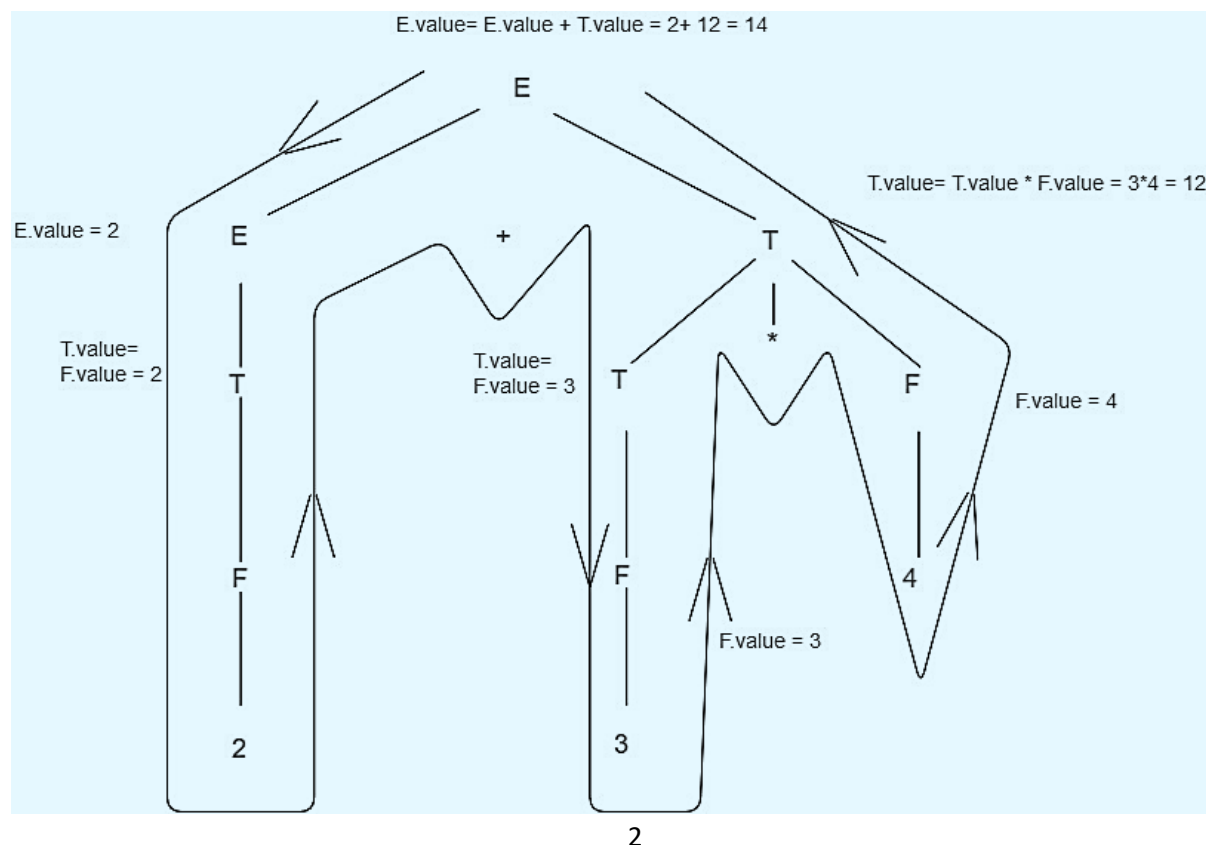 E.value= E.value + T.value = 2+ 12 = 14
E
T.value= T.value * F.value = 3*4 = 12
E.value = 2
E
+
T
*
T.value=
F.value = 2
T
T.value=
F.value = 3
T
F
F.value = 4
F
F
4
F.value = 3
2
3
2